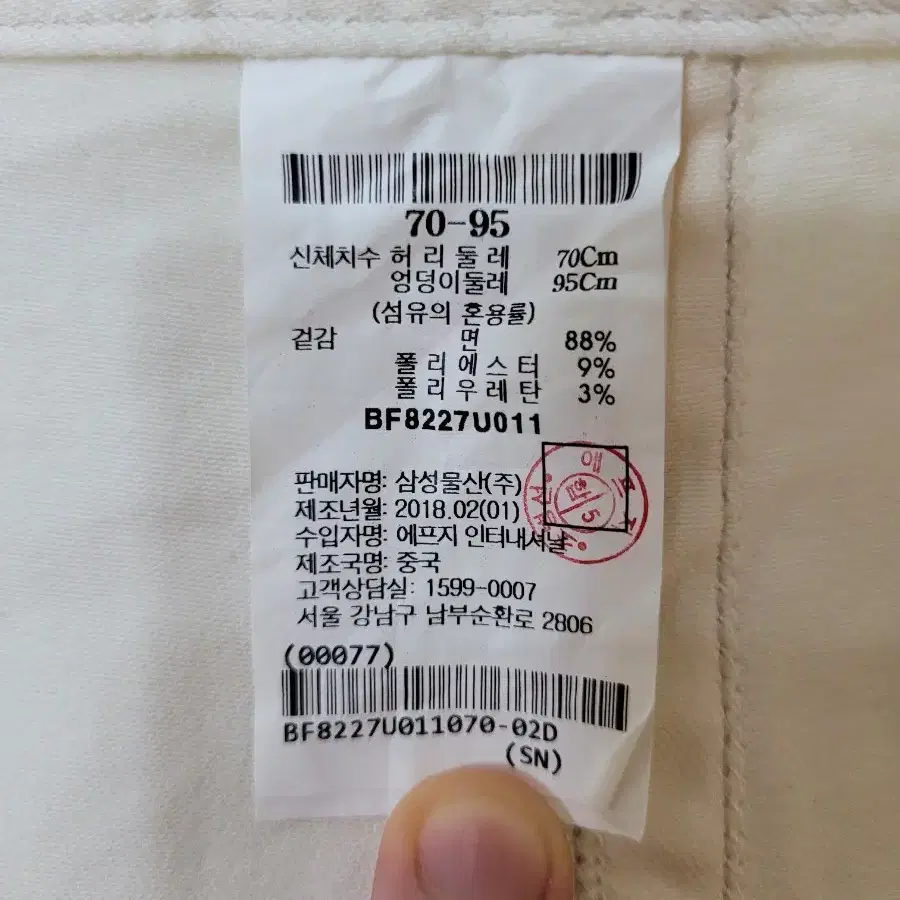 70-95
신체치수 허 리 둘 레 70Cm
엉덩이둘레 95Cm
(섬유의 혼용률)
겉감 면 88%
폴 리 에 스 터 9%
폴 리 우 레 탄 3%
BF8227U011
판매자명: 삼성물산(주)
제조년월: 2018.02(01)
수입자명: 에프지 인터내셔날
제조국명: 중국
고객상담실: 1599-0007
서울 강남구 남부순환로 2806
(00077)
BF8227U011070-02D
(SN)